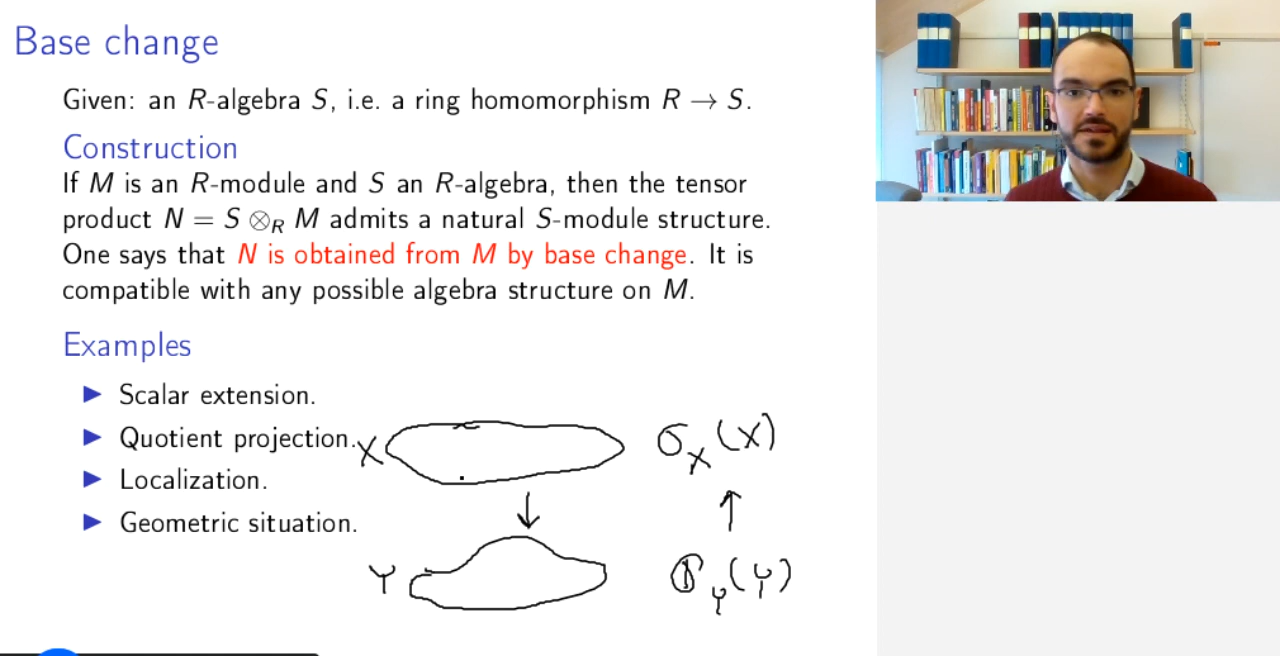 Base change
Given: an R-algebra S, i.e. a ring homomorphism R → S.
Construction
If M is an R-module and S an R-algebra, then the tensor
product N = S ⊗_R M admits a natural S-module structure.
One says that N is obtained from M by base change. It is
compatible with any possible algebra structure on M.
Examples
▶ Scalar extension.
▶ Quotient projection.
▶ Localization.
▶ Geometric situation.
X
σ_X(X)
↓ ↑
Y
σ_Y(Y)